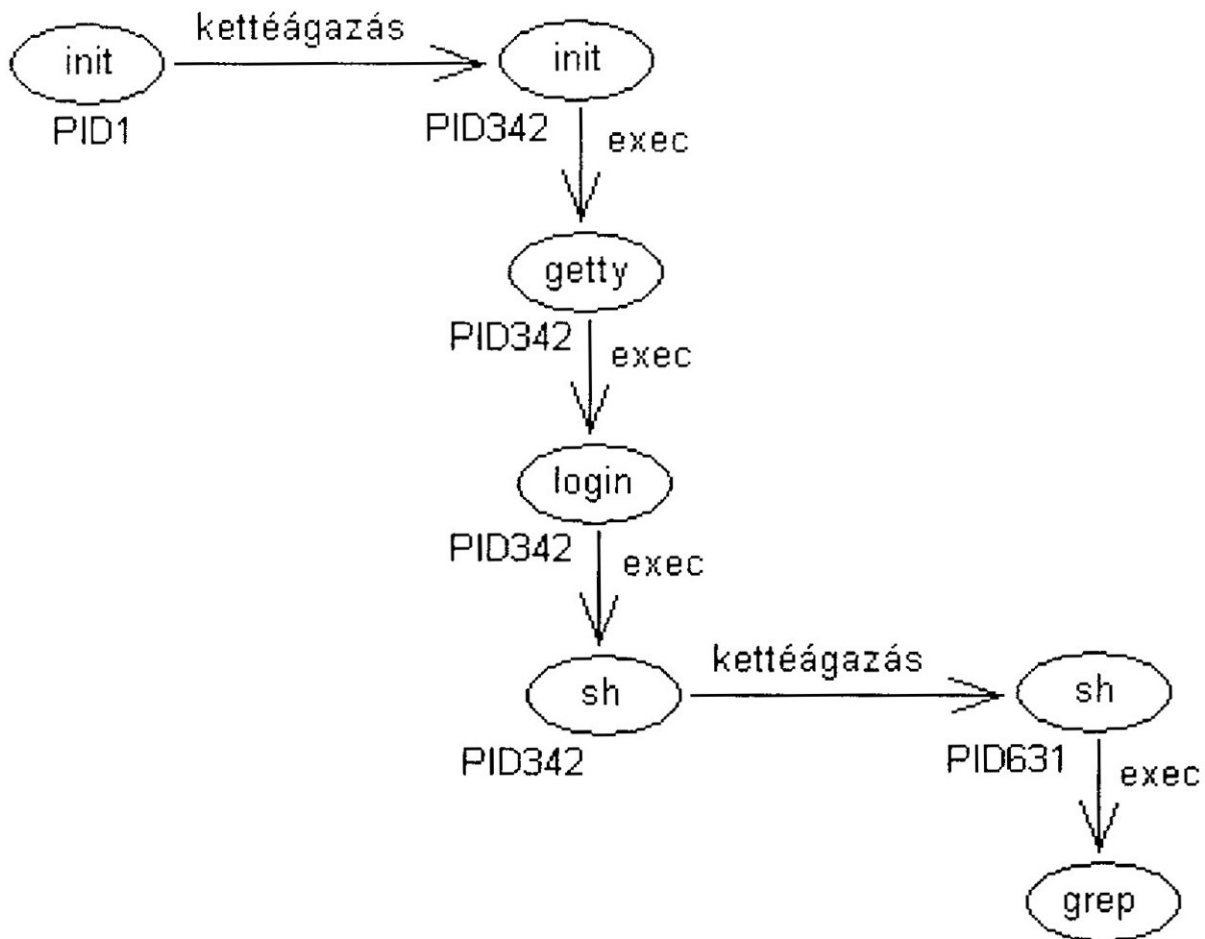 kettéágazás
init
init
PID1
PID342
exec
getty
PID342
exec
login
PID342
exec
kettéágazás
sh
sh
PID342
PID631
exec
grep